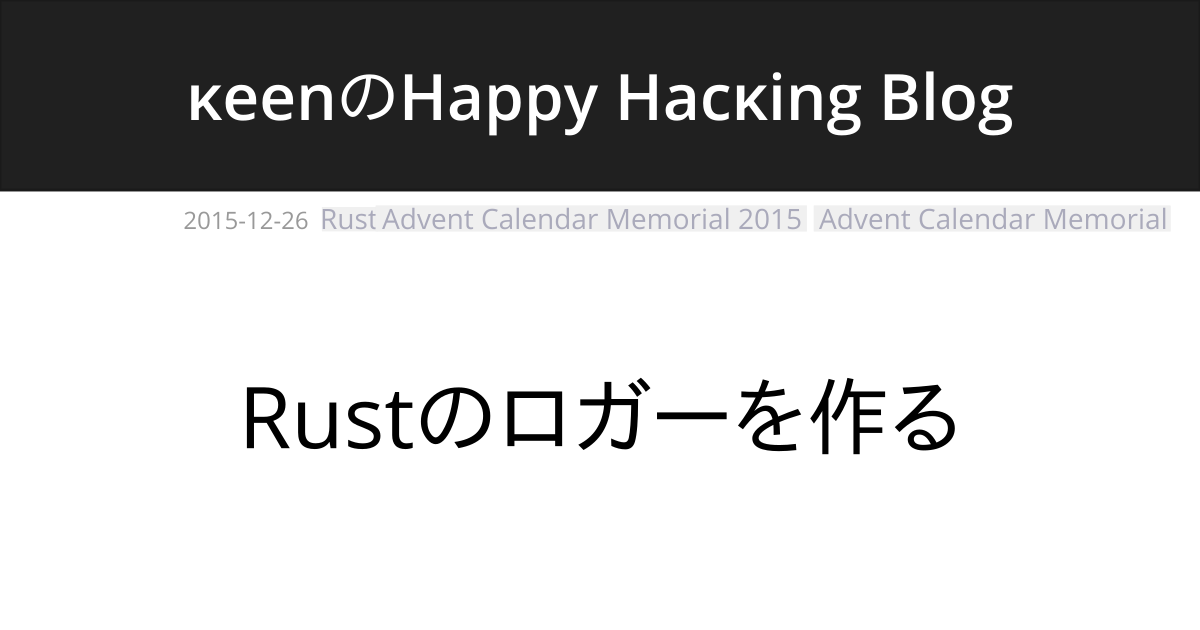 κeenのHappy Hacκing Blog
2015-12-26 Rust Advent Calendar Memorial 2015 Advent Calendar Memorial
Rustのロガーを作る